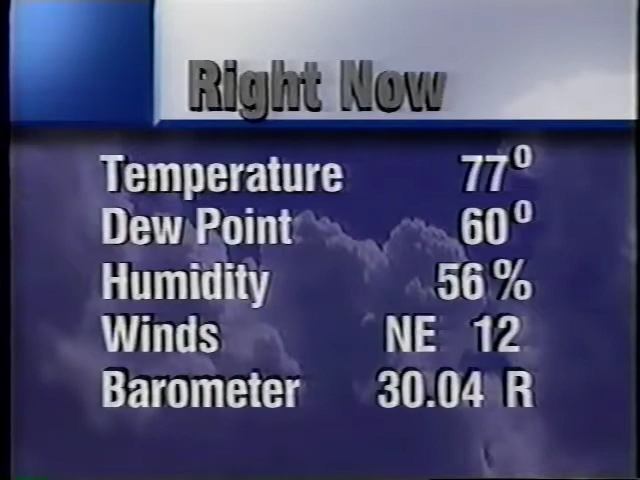 Right Now
Temperature 77°
Dew Point 60°
Humidity 56%
Winds NE 12
Barometer 30.04 R